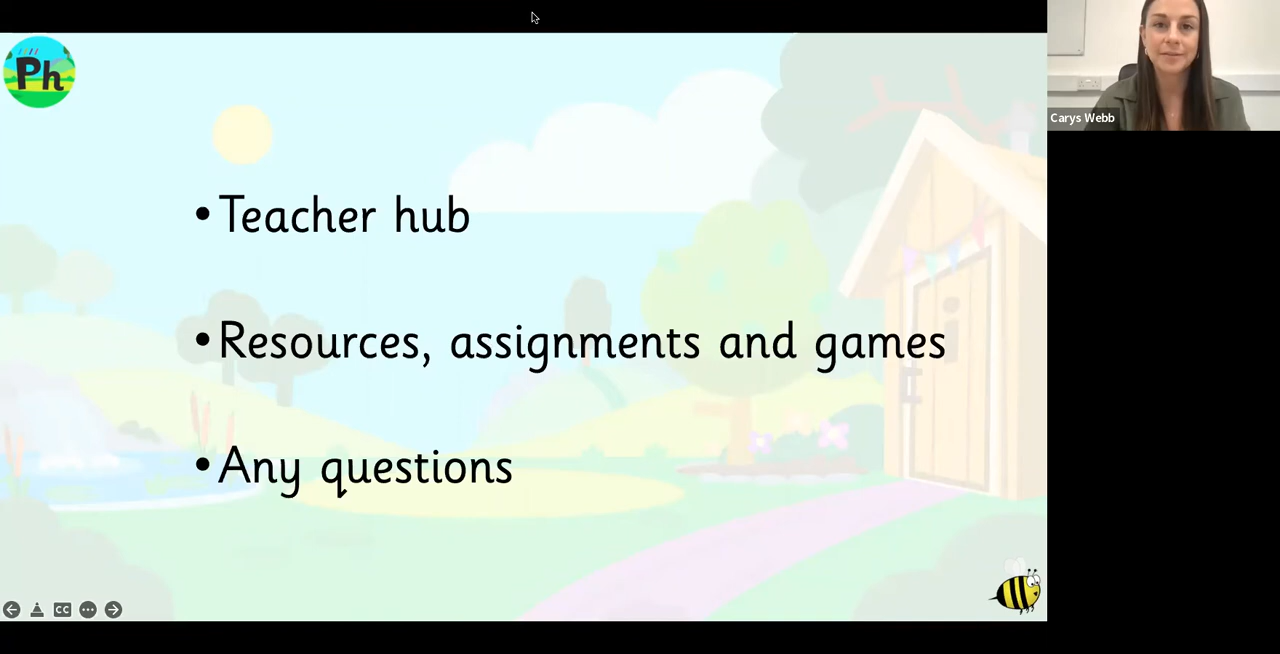 Ph
Carys Webb
• Teacher hub
• Resources, assignments and games
• Any questions
CC